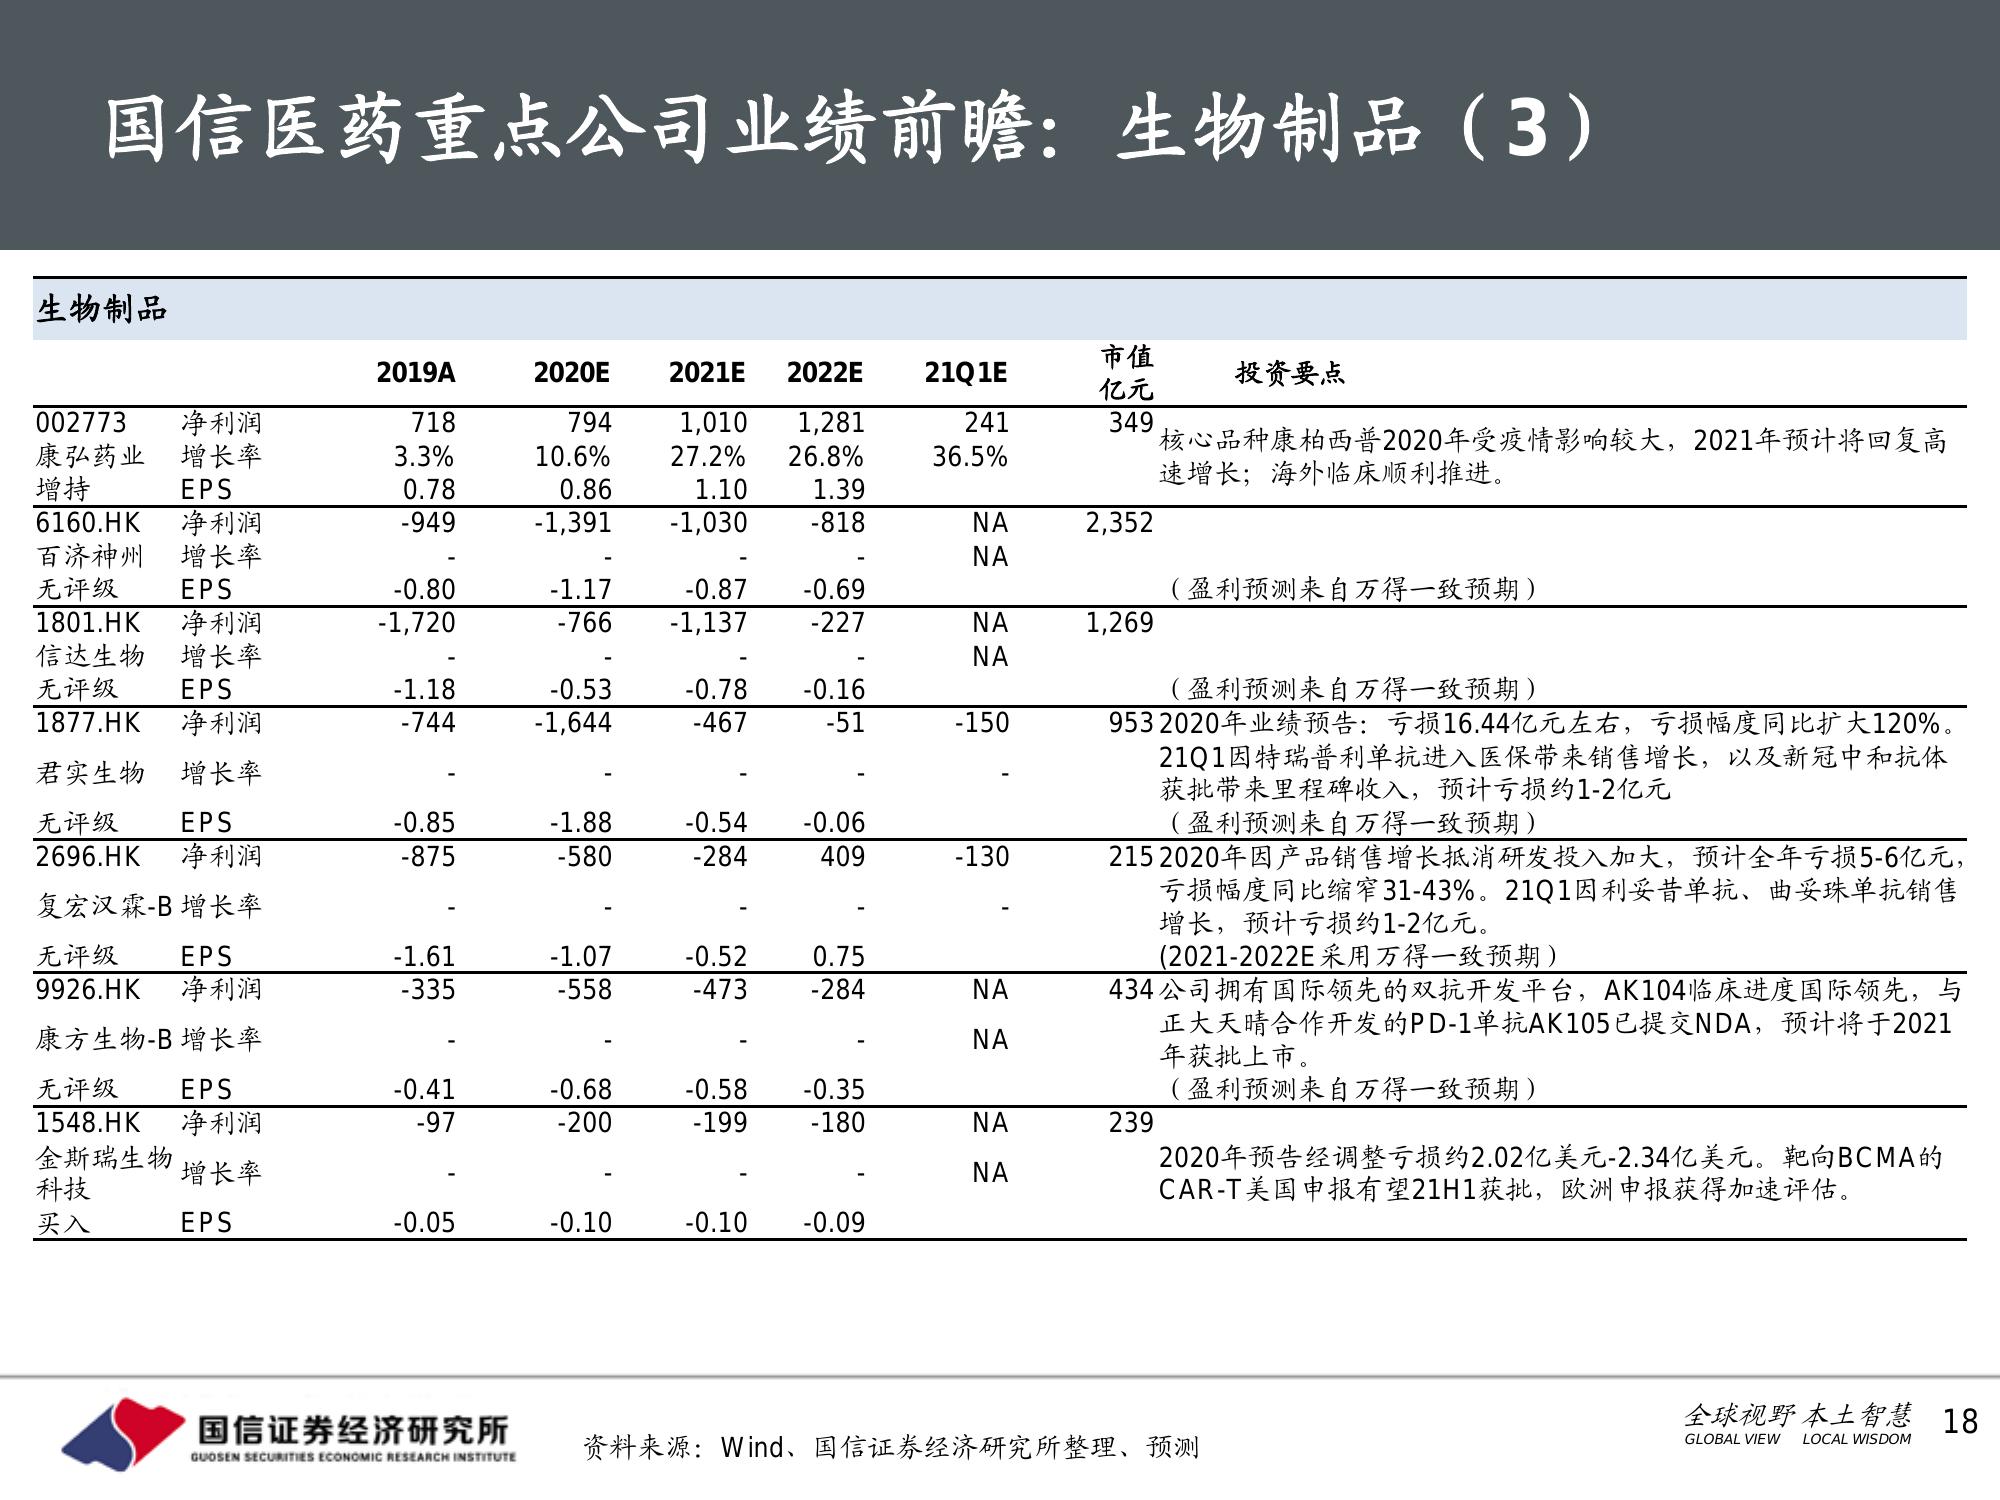 国信医药重点公司业绩前瞻：生物制品（3）
生物制品
2019A 2020E 2021E 2022E 21Q1E 市值亿元 投资要点
002773 净利润 718 794 1,010 1,281 241 349
康弘药业 增长率 3.3% 10.6% 27.2% 26.8% 36.5%
增持 EPS 0.78 0.86 1.10 1.39
核心品种康柏西普2020年受疫情影响较大，2021年预计将回复高
速增长；海外临床顺利推进。
6160.HK 净利润 -949 -1,391 -1,030 -818 NA 2,352
百济神州 增长率 - - - - NA
无评级 EPS -0.80 -1.17 -0.87 -0.69 （盈利预测来自万得一致预期）
1801.HK 净利润 -1,720 -766 -1,137 -227 NA 1,269
信达生物 增长率 - - - - NA
无评级 EPS -1.18 -0.53 -0.78 -0.16 （盈利预测来自万得一致预期）
1877.HK 净利润 -744 -1,644 -467 -51 -150 953
君实生物 增长率 - - - - -
无评级 EPS -0.85 -1.88 -0.54 -0.06
2020年业绩预告：亏损16.44亿元左右，亏损幅度同比扩大120%。
21Q1因特瑞普利单抗进入医保带来销售增长，以及新冠中和抗体
获批带来里程碑收入，预计亏损约1-2亿元
（盈利预测来自万得一致预期）
2696.HK 净利润 -875 -580 -284 409 -130 215
复宏汉霖-B 增长率 - - - - -
无评级 EPS -1.61 -1.07 -0.52 0.75
2020年因产品销售增长抵消研发投入加大，预计全年亏损5-6亿元，
亏损幅度同比缩窄31-43%。21Q1因利妥昔单抗、曲妥珠单抗销售
增长，预计亏损约1-2亿元。
(2021-2022E采用万得一致预期）
9926.HK 净利润 -335 -558 -473 -284 NA 434
康方生物-B 增长率 - - - - NA
无评级 EPS -0.41 -0.68 -0.58 -0.35
公司拥有国际领先的双抗开发平台，AK104临床进度国际领先，与
正大天晴合作开发的PD-1单抗AK105已提交NDA，预计将于2021
年获批上市。
（盈利预测来自万得一致预期）
1548.HK 净利润 -97 -200 -199 -180 NA 239
金斯瑞生物
科技 增长率 - - - - NA
买入 EPS -0.05 -0.10 -0.10 -0.09
2020年预告经调整亏损约2.02亿美元-2.34亿美元。靶向BCMA的
CAR-T美国申报有望21H1获批，欧洲申报获得加速评估。
国信证券经济研究所
GUOSEN SECURITIES ECONOMIC RESEARCH INSTITUTE
资料来源：Wind、国信证券经济研究所整理、预测
全球视野 本土智慧
GLOBAL VIEW LOCAL WISDOM
18